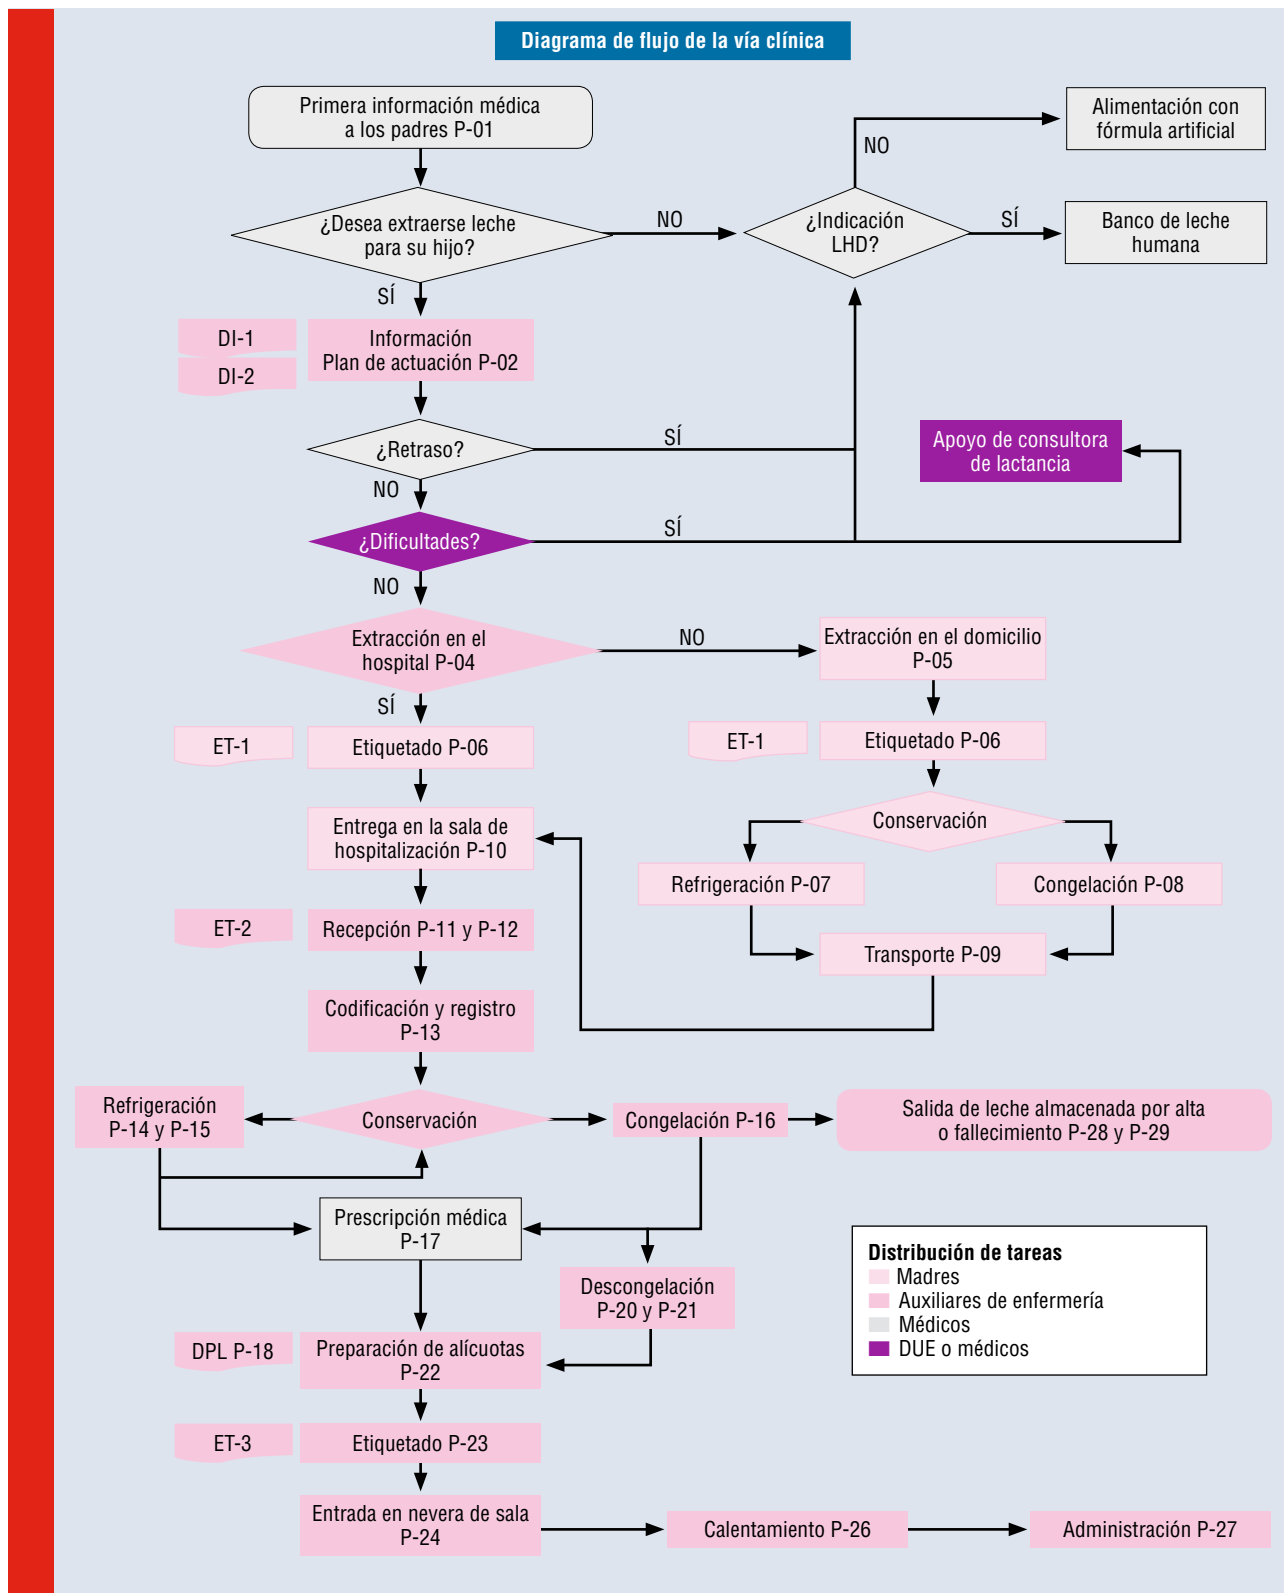 Diagrama de flujo de la vía clínica
Primera información médica
a los padres P-01
Alimentación con
fórmula artificial
NO
¿Desea extraerse leche
para su hijo?
NO
¿Indicación
LHD?
SÍ
Banco de leche
humana
SÍ
DI-1
DI-2
Información
Plan de actuación P-02
¿Retraso?
SÍ
Apoyo de consultora
de lactancia
NO
¿Dificultades?
SÍ
NO
Extracción en el
hospital P-04
NO
Extracción en el domicilio
P-05
SÍ
ET-1
Etiquetado P-06
ET-1
Etiquetado P-06
Entrega en la sala de
hospitalización P-10
Conservación
Refrigeración P-07
Congelación P-08
ET-2
Recepción P-11 y P-12
Transporte P-09
Codificación y registro
P-13
Refrigeración
P-14 y P-15
Conservación
Congelación P-16
Salida de leche almacenada por alta
o fallecimiento P-28 y P-29
Prescripción médica
P-17
Descongelación
P-20 y P-21
Distribución de tareas
Madres
Auxiliares de enfermería
Médicos
DUE o médicos
DPL P-18
Preparación de alícuotas
P-22
ET-3
Etiquetado P-23
Entrada en nevera de sala
P-24
Calentamiento P-26
Administración P-27